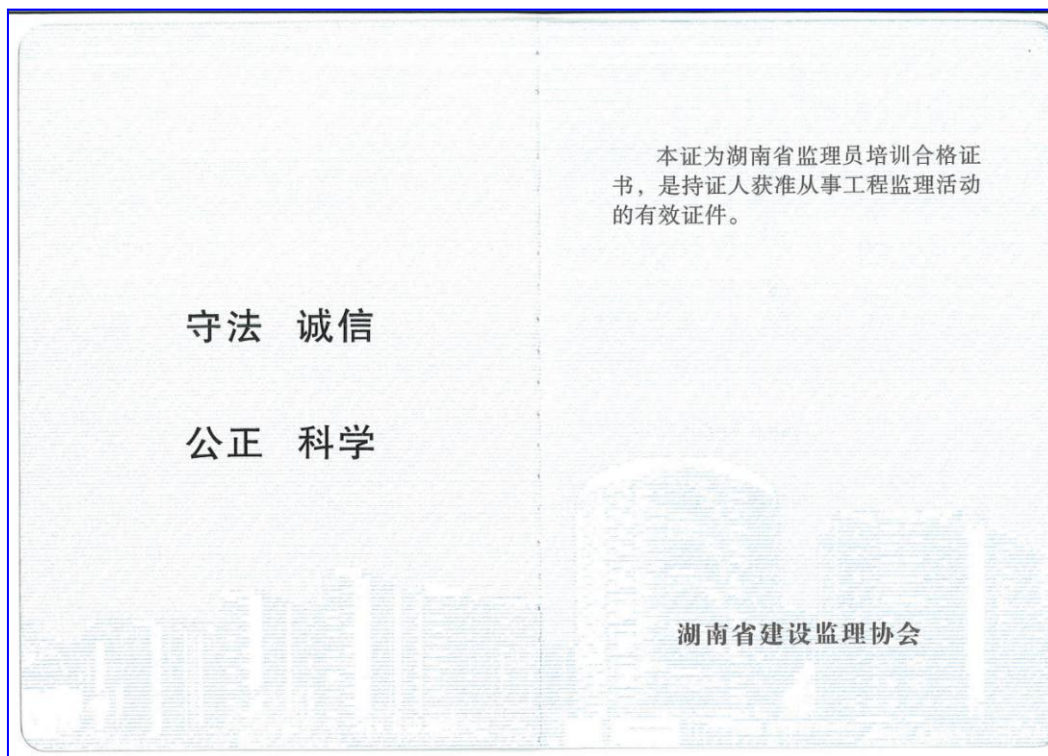 守法 诚信
公正 科学
本证为湖南省监理员培训合格证
书，是持证人获准从事工程监理活动
的有效证件。
湖南省建设监理协会